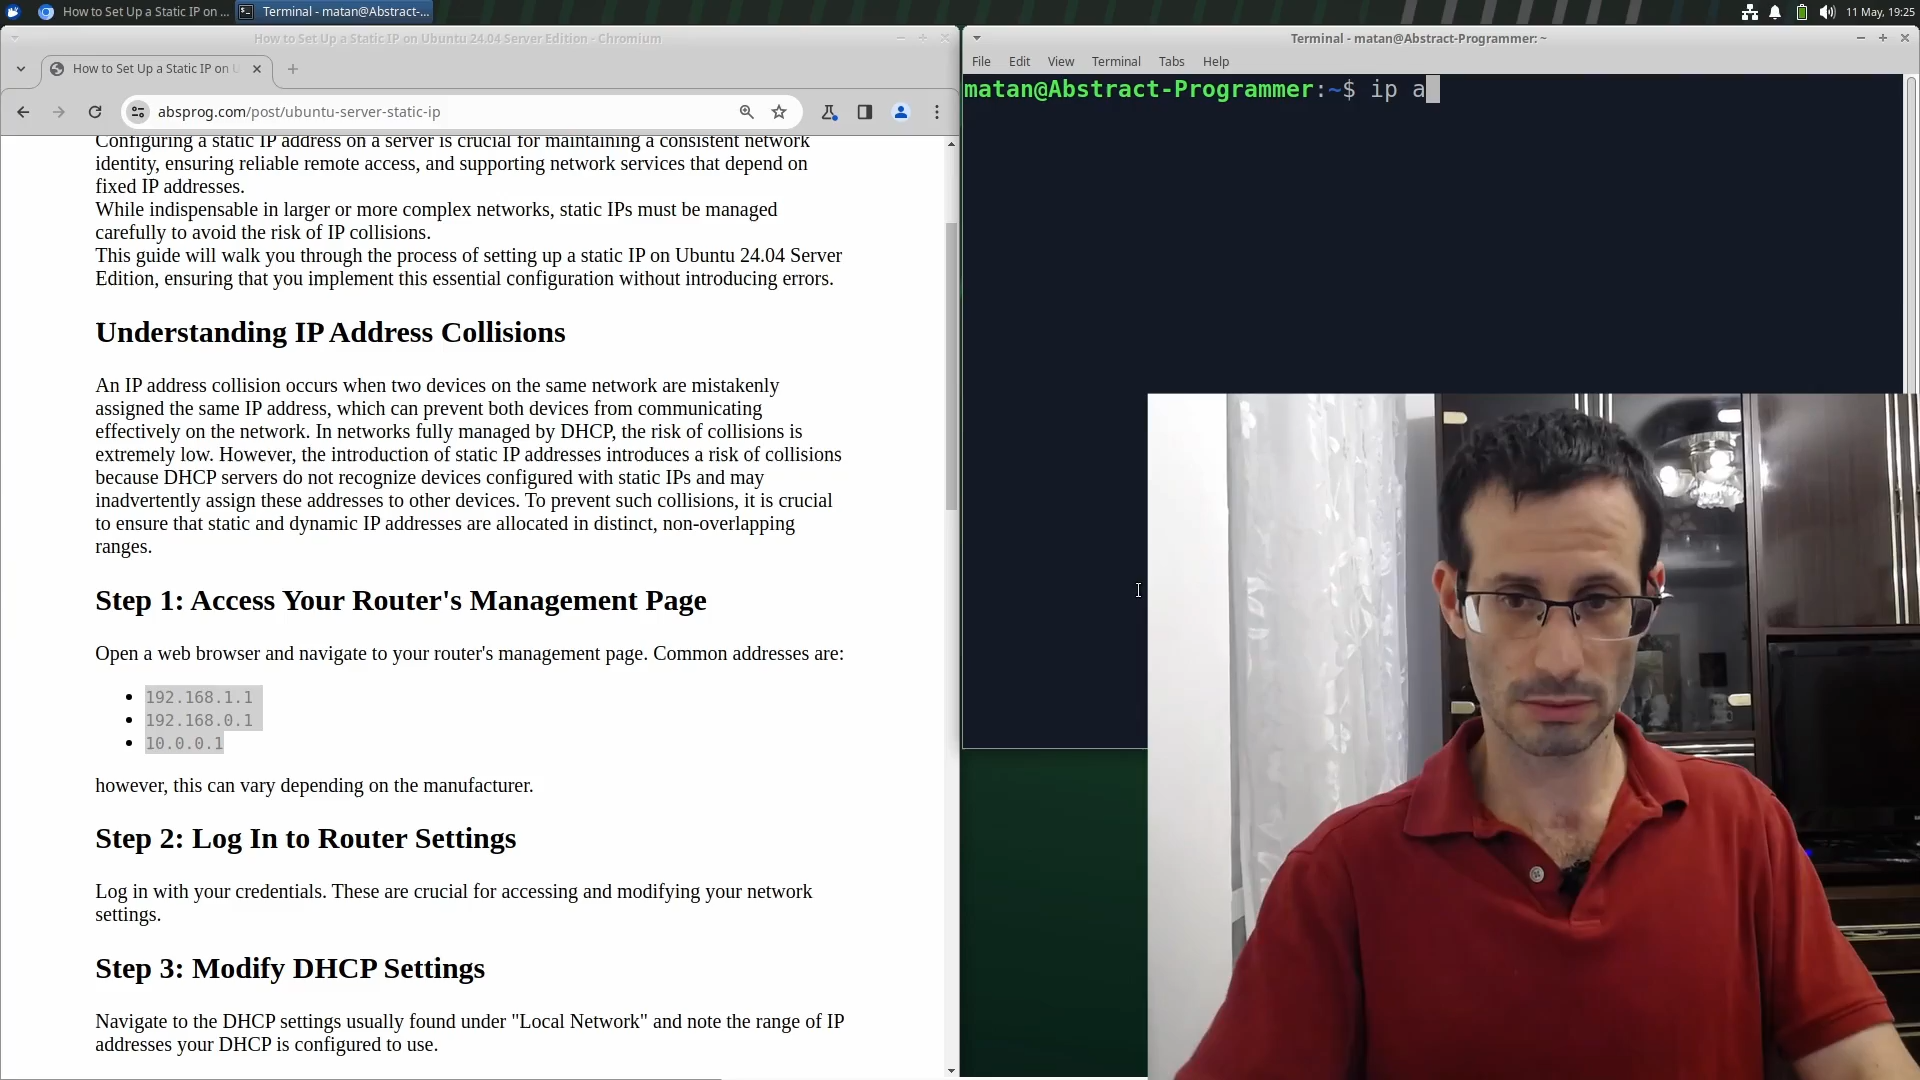 How to Set Up a Static IP on ...
Terminal - matan@Abstract-...
11 May, 19:25
How to Set Up a Static IP on Ubuntu 24.04 Server Edition - Chromium
How to Set Up a Static IP on U
absprog.com/post/ubuntu-server-static-ip
Configuring a static IP address on a server is crucial for maintaining a consistent network
identity, ensuring reliable remote access, and supporting network services that depend on
fixed IP addresses.
While indispensable in larger or more complex networks, static IPs must be managed
carefully to avoid the risk of IP collisions.
This guide will walk you through the process of setting up a static IP on Ubuntu 24.04 Server
Edition, ensuring that you implement this essential configuration without introducing errors.
Understanding IP Address Collisions
An IP address collision occurs when two devices on the same network are mistakenly
assigned the same IP address, which can prevent both devices from communicating
effectively on the network. In networks fully managed by DHCP, the risk of collisions is
extremely low. However, the introduction of static IP addresses introduces a risk of collisions
because DHCP servers do not recognize devices configured with static IPs and may
inadvertently assign these addresses to other devices. To prevent such collisions, it is crucial
to ensure that static and dynamic IP addresses are allocated in distinct, non-overlapping
ranges.
Step 1: Access Your Router's Management Page
Open a web browser and navigate to your router's management page. Common addresses are:
• 192.168.1.1
• 192.168.0.1
• 10.0.0.1
however, this can vary depending on the manufacturer.
Step 2: Log In to Router Settings
Log in with your credentials. These are crucial for accessing and modifying your network
settings.
Step 3: Modify DHCP Settings
Navigate to the DHCP settings usually found under "Local Network" and note the range of IP
addresses your DHCP is configured to use.
Terminal - matan@Abstract-Programmer: ~
File Edit View Terminal Tabs Help
matan@Abstract-Programmer:~$ ip a